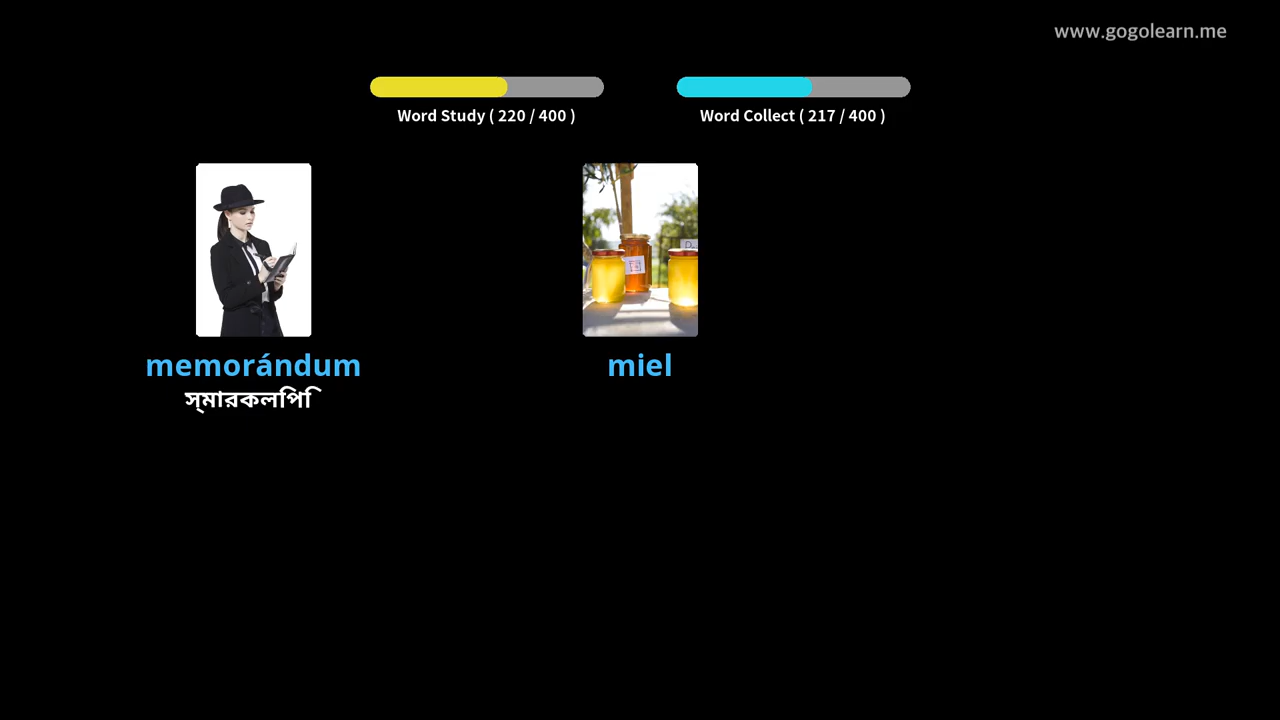 www.gogolearn.me
Word Study ( 220 / 400 )
Word Collect ( 217 / 400 )
memorándum
miel
স্মারকলিপি